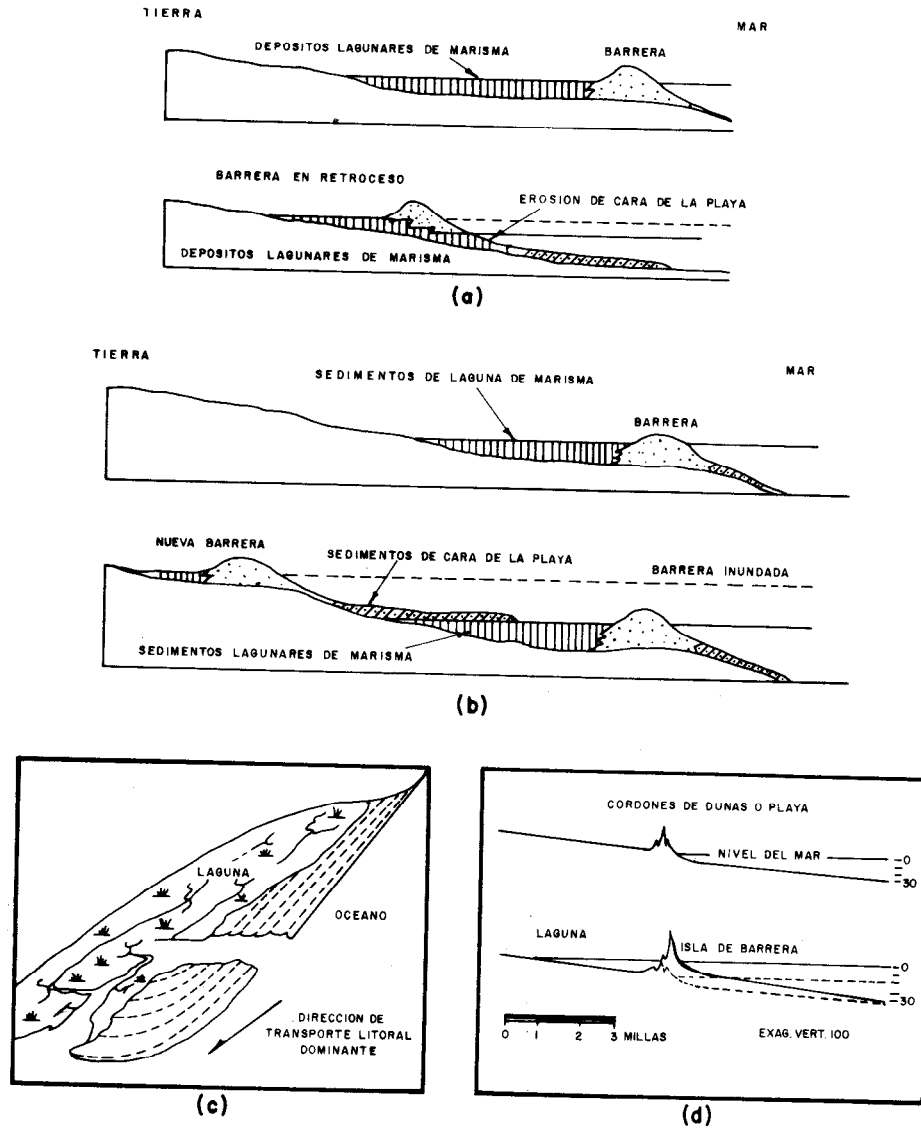 TIERRA
MAR
DEPOSITOS LAGUNARES DE MARISMA
BARRERA
BARRERA EN RETROCESO
EROSION DE CARA DE LA PLAYA
DEPOSITOS LAGUNARES DE MARISMA
(a)
TIERRA
MAR
SEDIMENTOS DE LAGUNA DE MARISMA
BARRERA
NUEVA BARRERA
SEDIMENTOS DE CARA DE LA PLAYA
BARRERA INUNDADA
SEDIMENTOS LAGUNARES DE MARISMA
(b)
LAGUNA
OCEANO
DIRECCION DE
TRANSPORTE LITORAL
DOMINANTE
(c)
CORDONES DE DUNAS O PLAYA
NIVEL DEL MAR
0
30
LAGUNA
ISLA DE BARRERA
0
30
0 1 2 3 MILLAS
EXAG. VERT. 100
(d)